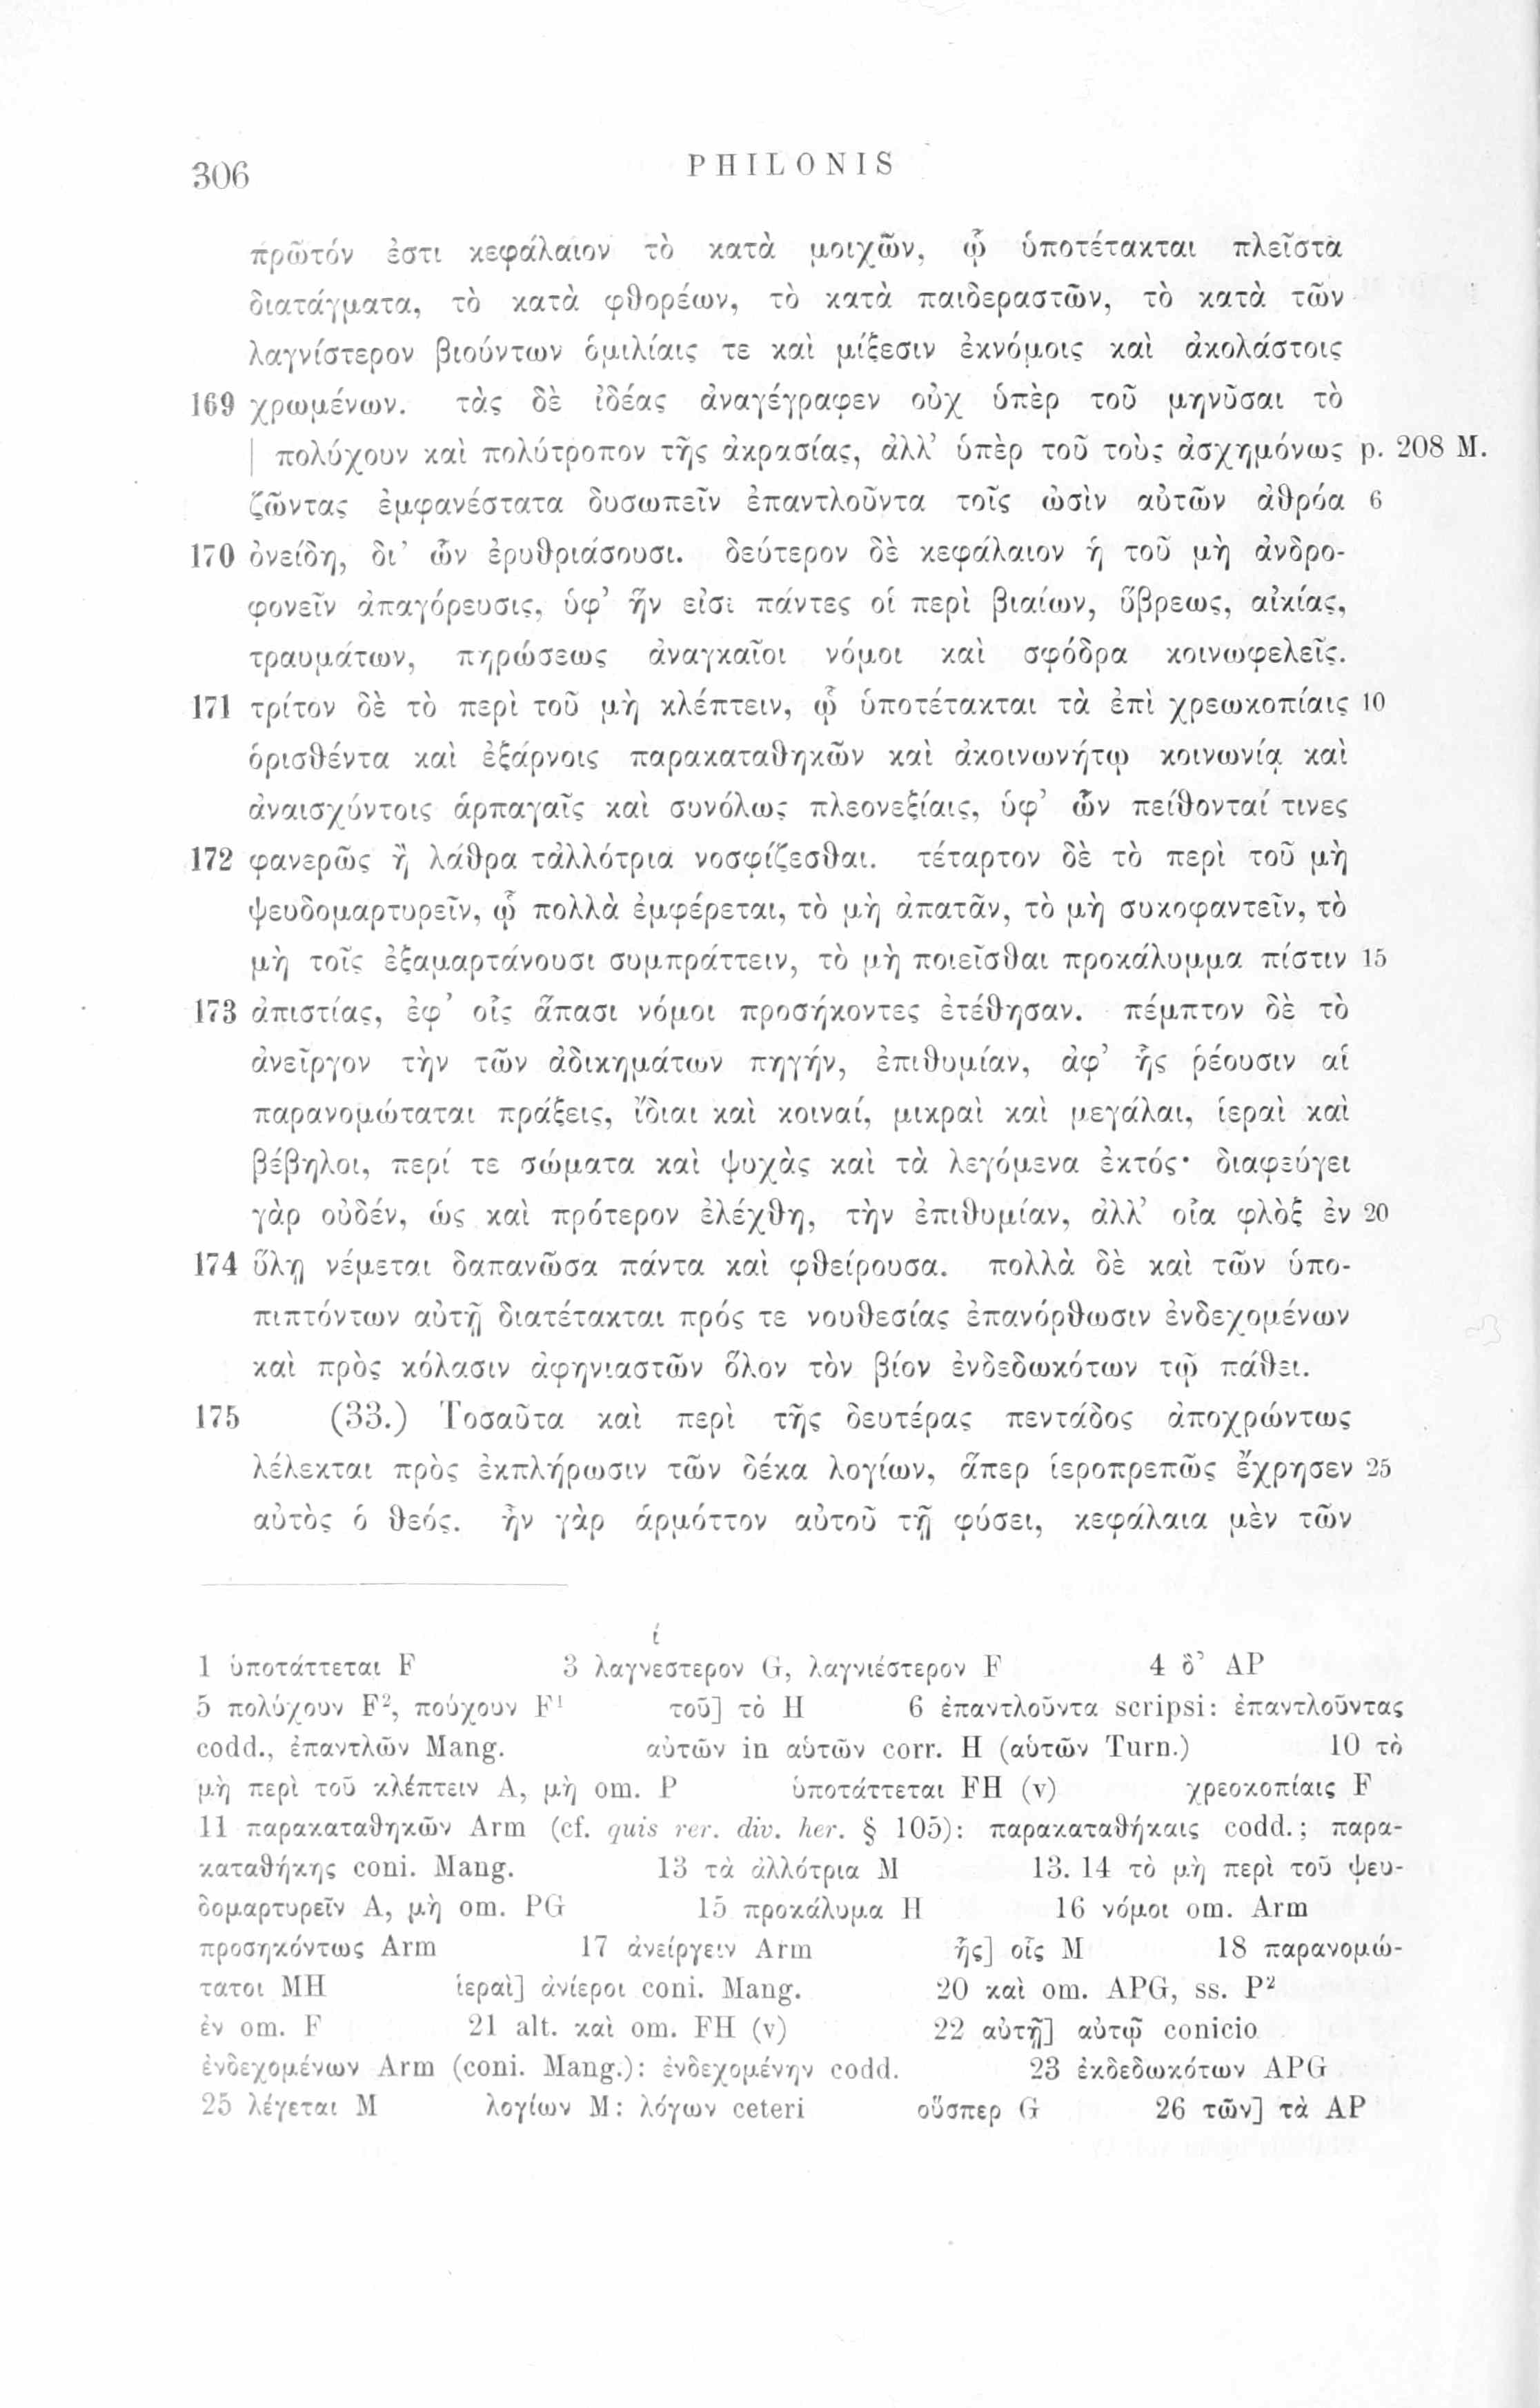 306
PHILONIS
πρῶτόν ἐστι κεφάλαιον τὸ κατὰ μοιχῶν, ᾧ ὑποτέτακται πλεῖστα
διατάγματα, τὸ κατὰ φθορέων, τὸ κατὰ παιδεραστῶν, τὸ κατὰ τῶν
λαγνίστερον βιούντων ὁμιλίαις τε καὶ μίξεσιν ἐκνόμοις καὶ ἀκολάστοις
169 χρωμένων. τὰς δὲ ἰδέας ἀναγέγραφεν οὐχ ὑπὲρ τοῦ μηνῦσαι τὸ
| πολύχουν καὶ πολύτροπον τῆς ἀκρασίας, ἀλλ᾽ ὑπὲρ τοῦ τοὺς ἀσχημόνως p. 208 M.
ζῶντας ἐμφανέστατα δυσωπεῖν ἐπαντλοῦντα τοῖς ὠσὶν αὐτῶν ἀθρόα 6
170 ὀνείδη, δι᾽ ὧν ἐρυθριάσουσι. δεύτερον δὲ κεφάλαιον ἡ τοῦ μὴ ἀνδρο-
φονεῖν ἀπαγόρευσις, ὑφ᾽ ἥν εἰσι πάντες οἱ περὶ βιαίων, ὕβρεως, αἰκίας,
τραυμάτων, πηρώσεως ἀναγκαῖοι νόμοι καὶ σφόδρα κοινωφελεῖς.
171 τρίτον δὲ τὸ περὶ τοῦ μὴ κλέπτειν, ᾧ ὑποτέτακται τὰ ἐπὶ χρεωκοπίαις 10
ὁρισθέντα καὶ ἐξάρνοις παρακαταθηκῶν καὶ ἀκοινωνήτῳ κοινωνίᾳ καὶ
ἀναισχύντοις ἁρπαγαῖς καὶ συνόλως πλεονεξίαις, ὑφ᾽ ὧν πείθονταί τινες
172 φανερῶς ἢ λάθρα τἀλλότρια νοσφίζεσθαι. τέταρτον δὲ τὸ περὶ τοῦ μὴ
ψευδομαρτυρεῖν, ᾧ πολλὰ ἐμφέρεται, τὸ μὴ ἀπατᾶν, τὸ μὴ συκοφαντεῖν, τὸ
μὴ τοῖς ἐξαμαρτάνουσι συμπράττειν, τὸ μὴ ποιεῖσθαι προκάλυμμα πίστιν 15
173 ἀπιστίας, ἐφ᾽ οἷς ἅπασι νόμοι προσήκοντες ἐτέθησαν. πέμπτον δὲ τὸ
ἀνεῖργον τὴν τῶν ἀδικημάτων πηγήν, ἐπιθυμίαν, ἀφ᾽ ἧς ῥέουσιν αἱ
παρανομώταται πράξεις, ἴδιαι καὶ κοιναί, μικραὶ καὶ μεγάλαι, ἱεραὶ καὶ
βέβηλοι, περί τε σώματα καὶ ψυχὰς καὶ τὰ λεγόμενα ἐκτός· διαφεύγει
γὰρ οὐδέν, ὡς καὶ πρότερον ἐλέχθη, τὴν ἐπιθυμίαν, ἀλλ᾽ οἷα φλὸξ ἐν 20
174 ὕλῃ νέμεται δαπανῶσα πάντα καὶ φθείρουσα. πολλὰ δὲ καὶ τῶν ὑπο-
πιπτόντων αὐτῇ διατέτακται πρός τε νουθεσίας ἐπανόρθωσιν ἐνδεχομένων
καὶ πρὸς κόλασιν ἀφηνιαστῶν ὅλον τὸν βίον ἐνδεδωκότων τῷ πάθει.
175 (33.) Τοσαῦτα καὶ περὶ τῆς δευτέρας πεντάδος ἀποχρώντως
λέλεκται πρὸς ἐκπλήρωσιν τῶν δέκα λογίων, ἅπερ ἱεροπρεπῶς ἔχρησεν 25
αὐτὸς ὁ θεός. ἦν γὰρ ἁρμόττον αὐτοῦ τῇ φύσει, κεφάλαια μὲν τῶν
ί
1 ὑποτάττεται F 3 λαγνεστερον G, λαγνιέστερον F 4 δ᾽ AP
5 πολύχουν F², πούχουν F¹ τοῦ] τὸ H 6 ἐπαντλοῦντα scripsi: ἐπαντλοῦντας
codd., ἐπαντλῶν Mang. αὐτῶν in αὑτῶν corr. H (αὑτῶν Turn.) 10 τὸ
μὴ περὶ τοῦ κλέπτειν A, μὴ om. P ὑποτάττεται FH (v) χρεοκοπίαις F
11 παρακαταθηκῶν Arm (cf. quis rer. div. her. § 105): παρακαταθήκαις codd.; παρα-
καταθήκης coni. Mang. 13 τὰ ἀλλότρια M 13. 14 τὸ μὴ περὶ τοῦ ψευ-
δομαρτυρεῖν A, μὴ om. PG 15 προκάλυμα H 16 νόμοι om. Arm
προσηκόντως Arm 17 ἀνείργειν Arm ἧς] οἷς M 18 παρανομώ-
τατοι MH ἱεραὶ] ἀνίεροι coni. Mang. 20 καὶ om. APG, ss. P²
ἐν om. F 21 alt. καὶ om. FH (v) 22 αὐτῇ] αὐτῷ conicio
ἐνδεχομένων Arm (coni. Mang.): ἐνδεχομένην codd. 23 ἐκδεδωκότων APG
25 λέγεται M λογίων M: λόγων ceteri οὕσπερ G 26 τῶν] τὰ AP